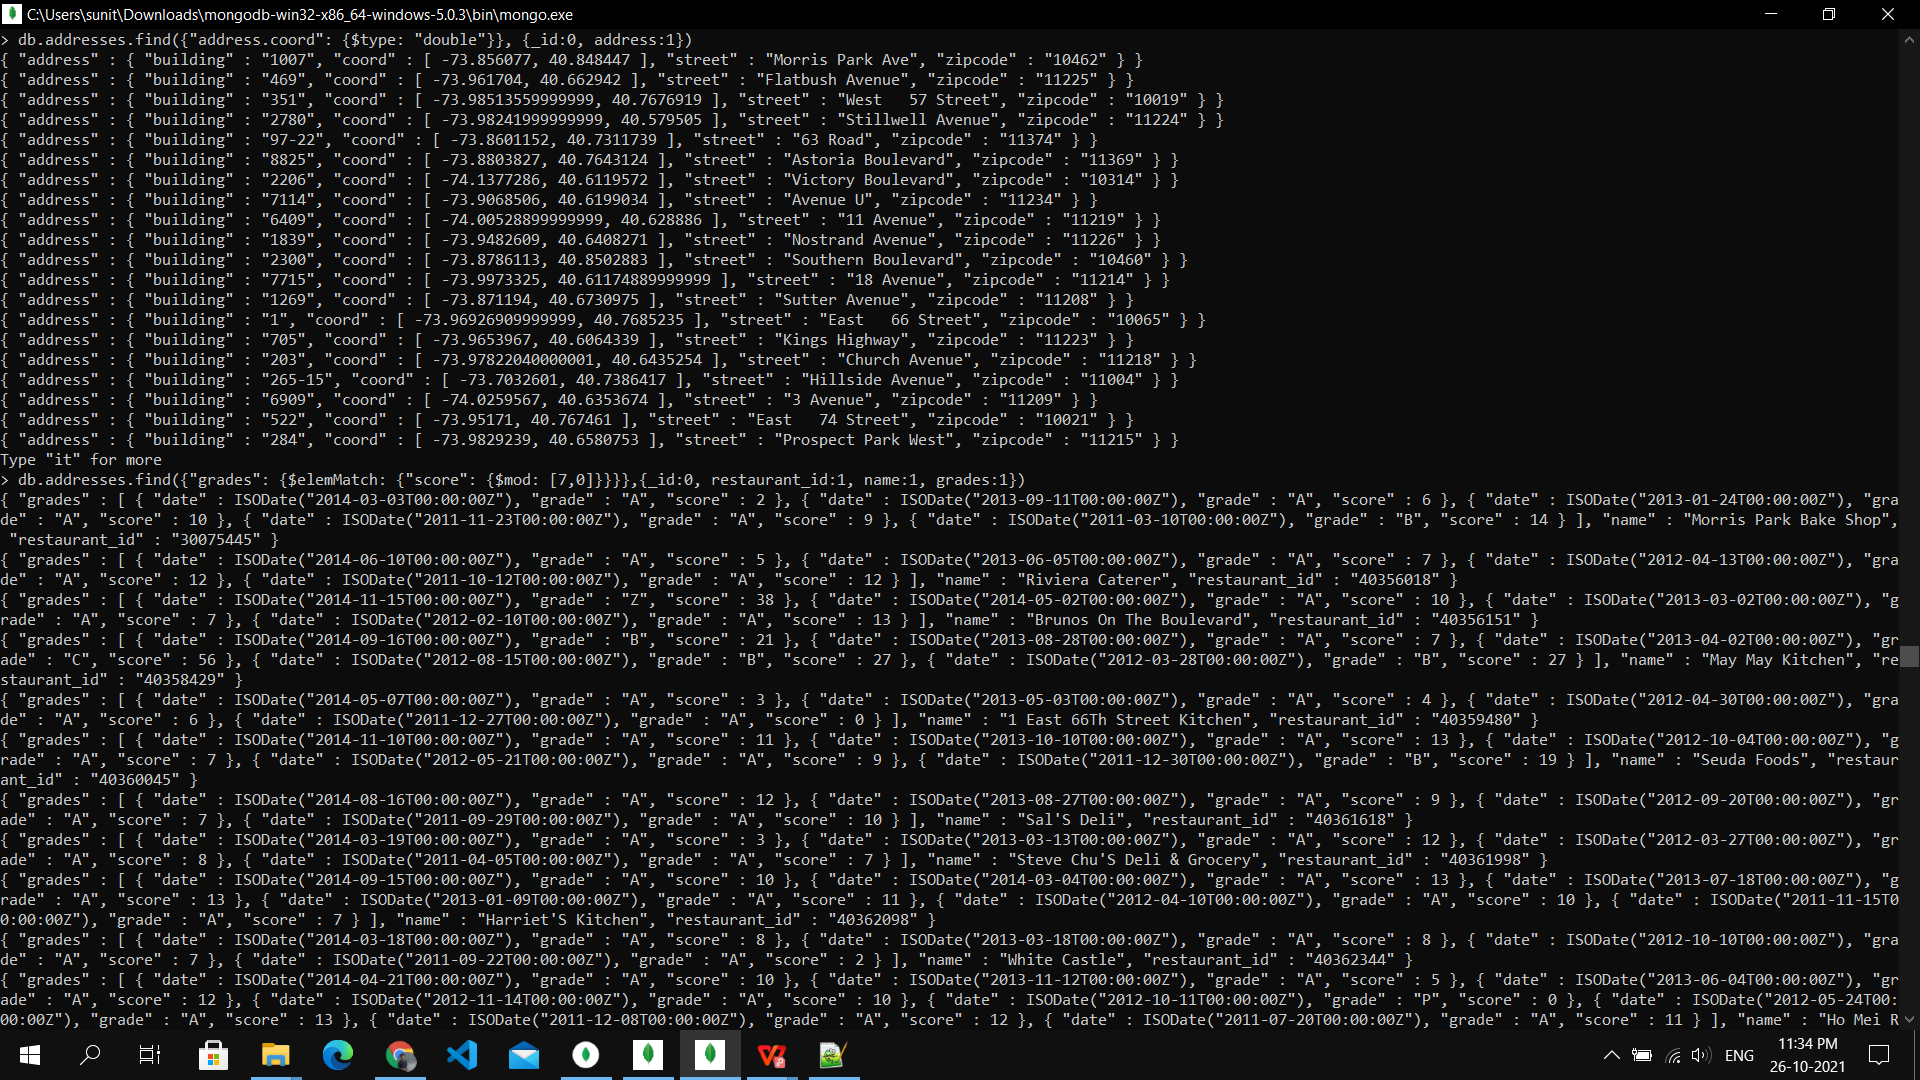 C:\Users\sunit\Downloads\mongodb-win32-x86_64-windows-5.0.3\bin\mongo.exe
> db.addresses.find({"address.coord": {$type: "double"}}, {_id:0, address:1})
{ "address" : { "building" : "1007", "coord" : [ -73.856077, 40.848447 ], "street" : "Morris Park Ave", "zipcode" : "10462" } }
{ "address" : { "building" : "469", "coord" : [ -73.961704, 40.662942 ], "street" : "Flatbush Avenue", "zipcode" : "11225" } }
{ "address" : { "building" : "351", "coord" : [ -73.98513559999999, 40.7676919 ], "street" : "West   57 Street", "zipcode" : "10019" } }
{ "address" : { "building" : "2780", "coord" : [ -73.98241999999999, 40.579505 ], "street" : "Stillwell Avenue", "zipcode" : "11224" } }
{ "address" : { "building" : "97-22", "coord" : [ -73.8601152, 40.7311739 ], "street" : "63 Road", "zipcode" : "11374" } }
{ "address" : { "building" : "8825", "coord" : [ -73.8803827, 40.7643124 ], "street" : "Astoria Boulevard", "zipcode" : "11369" } }
{ "address" : { "building" : "2206", "coord" : [ -74.1377286, 40.6119572 ], "street" : "Victory Boulevard", "zipcode" : "10314" } }
{ "address" : { "building" : "7114", "coord" : [ -73.9068506, 40.6199034 ], "street" : "Avenue U", "zipcode" : "11234" } }
{ "address" : { "building" : "6409", "coord" : [ -74.00528899999999, 40.628886 ], "street" : "11 Avenue", "zipcode" : "11219" } }
{ "address" : { "building" : "1839", "coord" : [ -73.9482609, 40.6408271 ], "street" : "Nostrand Avenue", "zipcode" : "11226" } }
{ "address" : { "building" : "2300", "coord" : [ -73.8786113, 40.8502883 ], "street" : "Southern Boulevard", "zipcode" : "10460" } }
{ "address" : { "building" : "7715", "coord" : [ -73.9973325, 40.61174889999999 ], "street" : "18 Avenue", "zipcode" : "11214" } }
{ "address" : { "building" : "1269", "coord" : [ -73.871194, 40.6730975 ], "street" : "Sutter Avenue", "zipcode" : "11208" } }
{ "address" : { "building" : "1", "coord" : [ -73.96926909999999, 40.7685235 ], "street" : "East   66 Street", "zipcode" : "10065" } }
{ "address" : { "building" : "705", "coord" : [ -73.9653967, 40.6064339 ], "street" : "Kings Highway", "zipcode" : "11223" } }
{ "address" : { "building" : "203", "coord" : [ -73.97822040000001, 40.6435254 ], "street" : "Church Avenue", "zipcode" : "11218" } }
{ "address" : { "building" : "265-15", "coord" : [ -73.7032601, 40.7386417 ], "street" : "Hillside Avenue", "zipcode" : "11004" } }
{ "address" : { "building" : "6909", "coord" : [ -74.0259567, 40.6353674 ], "street" : "3 Avenue", "zipcode" : "11209" } }
{ "address" : { "building" : "522", "coord" : [ -73.95171, 40.767461 ], "street" : "East   74 Street", "zipcode" : "10021" } }
{ "address" : { "building" : "284", "coord" : [ -73.9829239, 40.6580753 ], "street" : "Prospect Park West", "zipcode" : "11215" } }
Type "it" for more
> db.addresses.find({"grades": {$elemMatch: {"score": {$mod: [7,0]}}}},{_id:0, restaurant_id:1, name:1, grades:1})
{ "grades" : [ { "date" : ISODate("2014-03-03T00:00:00Z"), "grade" : "A", "score" : 2 }, { "date" : ISODate("2013-09-11T00:00:00Z"), "grade" : "A", "score" : 6 }, { "date" : ISODate("2013-01-24T00:00:00Z"), "gra
de" : "A", "score" : 10 }, { "date" : ISODate("2011-11-23T00:00:00Z"), "grade" : "A", "score" : 9 }, { "date" : ISODate("2011-03-10T00:00:00Z"), "grade" : "B", "score" : 14 } ], "name" : "Morris Park Bake Shop",
 "restaurant_id" : "30075445" }
{ "grades" : [ { "date" : ISODate("2014-06-10T00:00:00Z"), "grade" : "A", "score" : 5 }, { "date" : ISODate("2013-06-05T00:00:00Z"), "grade" : "A", "score" : 7 }, { "date" : ISODate("2012-04-13T00:00:00Z"), "gra
de" : "A", "score" : 12 }, { "date" : ISODate("2011-10-12T00:00:00Z"), "grade" : "A", "score" : 12 } ], "name" : "Riviera Caterer", "restaurant_id" : "40356018" }
{ "grades" : [ { "date" : ISODate("2014-11-15T00:00:00Z"), "grade" : "Z", "score" : 38 }, { "date" : ISODate("2014-05-02T00:00:00Z"), "grade" : "A", "score" : 10 }, { "date" : ISODate("2013-03-02T00:00:00Z"), "g
rade" : "A", "score" : 7 }, { "date" : ISODate("2012-02-10T00:00:00Z"), "grade" : "A", "score" : 13 } ], "name" : "Brunos On The Boulevard", "restaurant_id" : "40356151" }
{ "grades" : [ { "date" : ISODate("2014-09-16T00:00:00Z"), "grade" : "B", "score" : 21 }, { "date" : ISODate("2013-08-28T00:00:00Z"), "grade" : "A", "score" : 7 }, { "date" : ISODate("2013-04-02T00:00:00Z"), "gr
ade" : "C", "score" : 56 }, { "date" : ISODate("2012-08-15T00:00:00Z"), "grade" : "B", "score" : 27 }, { "date" : ISODate("2012-03-28T00:00:00Z"), "grade" : "B", "score" : 27 } ], "name" : "May May Kitchen", "re
staurant_id" : "40358429" }
{ "grades" : [ { "date" : ISODate("2014-05-07T00:00:00Z"), "grade" : "A", "score" : 3 }, { "date" : ISODate("2013-05-03T00:00:00Z"), "grade" : "A", "score" : 4 }, { "date" : ISODate("2012-04-30T00:00:00Z"), "gra
de" : "A", "score" : 6 }, { "date" : ISODate("2011-12-27T00:00:00Z"), "grade" : "A", "score" : 0 } ], "name" : "1 East 66Th Street Kitchen", "restaurant_id" : "40359480" }
{ "grades" : [ { "date" : ISODate("2014-11-10T00:00:00Z"), "grade" : "A", "score" : 11 }, { "date" : ISODate("2013-10-10T00:00:00Z"), "grade" : "A", "score" : 13 }, { "date" : ISODate("2012-10-04T00:00:00Z"), "g
rade" : "A", "score" : 7 }, { "date" : ISODate("2012-05-21T00:00:00Z"), "grade" : "A", "score" : 9 }, { "date" : ISODate("2011-12-30T00:00:00Z"), "grade" : "B", "score" : 19 } ], "name" : "Seuda Foods", "restaur
ant_id" : "40360045" }
{ "grades" : [ { "date" : ISODate("2014-08-16T00:00:00Z"), "grade" : "A", "score" : 12 }, { "date" : ISODate("2013-08-27T00:00:00Z"), "grade" : "A", "score" : 9 }, { "date" : ISODate("2012-09-20T00:00:00Z"), "gr
ade" : "A", "score" : 7 }, { "date" : ISODate("2011-09-29T00:00:00Z"), "grade" : "A", "score" : 10 } ], "name" : "Sal'S Deli", "restaurant_id" : "40361618" }
{ "grades" : [ { "date" : ISODate("2014-03-19T00:00:00Z"), "grade" : "A", "score" : 3 }, { "date" : ISODate("2013-03-13T00:00:00Z"), "grade" : "A", "score" : 12 }, { "date" : ISODate("2012-03-27T00:00:00Z"), "gr
ade" : "A", "score" : 8 }, { "date" : ISODate("2011-04-05T00:00:00Z"), "grade" : "A", "score" : 7 } ], "name" : "Steve Chu'S Deli & Grocery", "restaurant_id" : "40361998" }
{ "grades" : [ { "date" : ISODate("2014-09-15T00:00:00Z"), "grade" : "A", "score" : 10 }, { "date" : ISODate("2014-03-04T00:00:00Z"), "grade" : "A", "score" : 13 }, { "date" : ISODate("2013-07-18T00:00:00Z"), "g
rade" : "A", "score" : 13 }, { "date" : ISODate("2013-01-09T00:00:00Z"), "grade" : "A", "score" : 11 }, { "date" : ISODate("2012-04-10T00:00:00Z"), "grade" : "A", "score" : 10 }, { "date" : ISODate("2011-11-15T0
0:00:00Z"), "grade" : "A", "score" : 7 } ], "name" : "Harriet'S Kitchen", "restaurant_id" : "40362098" }
{ "grades" : [ { "date" : ISODate("2014-03-18T00:00:00Z"), "grade" : "A", "score" : 8 }, { "date" : ISODate("2013-03-18T00:00:00Z"), "grade" : "A", "score" : 8 }, { "date" : ISODate("2012-10-10T00:00:00Z"), "gra
de" : "A", "score" : 7 }, { "date" : ISODate("2011-09-22T00:00:00Z"), "grade" : "A", "score" : 2 } ], "name" : "White Castle", "restaurant_id" : "40362344" }
{ "grades" : [ { "date" : ISODate("2014-04-21T00:00:00Z"), "grade" : "A", "score" : 10 }, { "date" : ISODate("2013-11-12T00:00:00Z"), "grade" : "A", "score" : 5 }, { "date" : ISODate("2013-06-04T00:00:00Z"), "gr
ade" : "A", "score" : 12 }, { "date" : ISODate("2012-11-14T00:00:00Z"), "grade" : "A", "score" : 10 }, { "date" : ISODate("2012-10-11T00:00:00Z"), "grade" : "P", "score" : 0 }, { "date" : ISODate("2012-05-24T00:
00:00Z"), "grade" : "A", "score" : 13 }, { "date" : ISODate("2011-12-08T00:00:00Z"), "grade" : "A", "score" : 12 }, { "date" : ISODate("2011-07-20T00:00:00Z"), "grade" : "A", "score" : 11 } ], "name" : "Ho Mei R
ENG
11:34 PM
26-10-2021